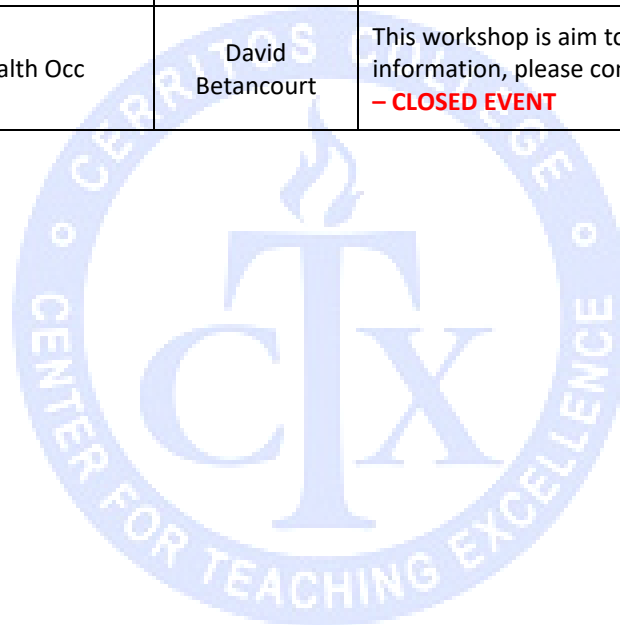 alth Occ
David
Betancourt
This workshop is aim to
information, please con
– CLOSED EVENT
CERRITOS COLLEGE
CENTER FOR TEACHING EXCELLENCE
CTX